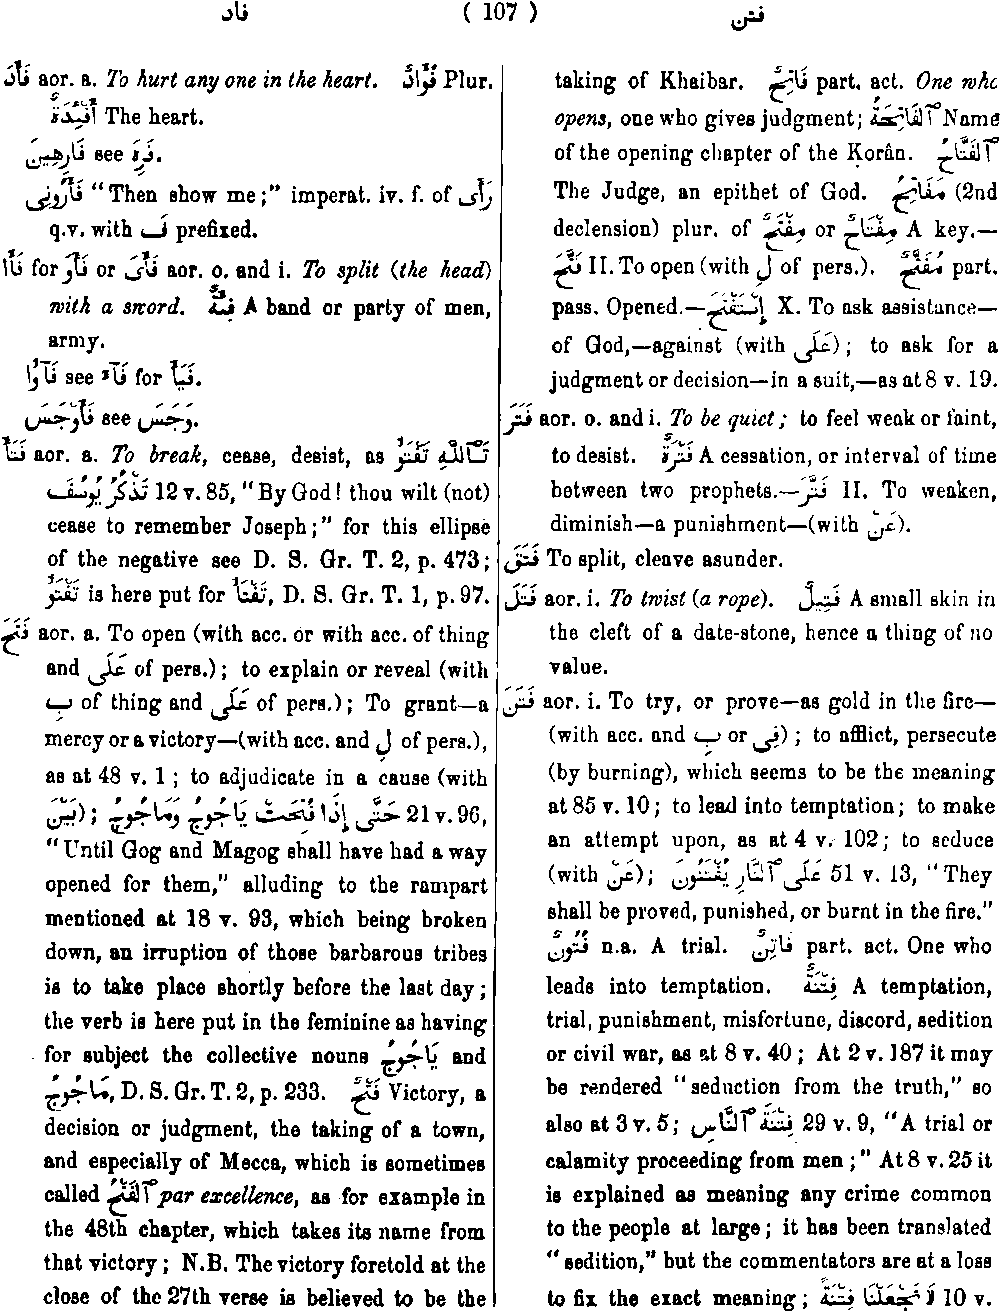 فاد ( 107 ) فتن
فَأَدَ aor. a. To hurt any one in the heart. فُؤَادٌ Plur.
أَفْئِدَةٌ The heart.
فَارِهِينَ see فَرِهَ.
فَأَرُونِي “Then show me;” imperat. iv. f. of رَأَى
q.v. with فَ prefixed.
فَأَا for فَأَوَ or فَأَىَ aor. o. and i. To split (the head)
with a sword. فِئَةٌ A band or party of men,
army.
فَآوُا see فَآءَ for فَيَأَ.
فَأَوْجَسَ see وَجَسَ.
فَتَأَ aor. a. To break, cease, desist, as تَٱللّٰهِ تَفْتَؤُ
تَذْكُرُ يُوسُفَ 12 v. 85, “By God! thou wilt (not)
cease to remember Joseph;” for this ellipse
of the negative see D. S. Gr. T. 2, p. 473;
تَفْتَؤُ is here put for تَفْتَأُ, D. S. Gr. T. 1, p. 97.
فَتَحَ aor. a. To open (with acc. or with acc. of thing
and عَلَى of pers.); to explain or reveal (with
بِ of thing and عَلَى of pers.); To grant—a
mercy or a victory—(with acc. and لِ of pers.),
as at 48 v. 1; to adjudicate in a cause (with
بَيْنَ); حَتَّى إِذَا فُتِحَتْ يَاجُوجُ وَمَاجُوجُ 21 v. 96,
“Until Gog and Magog shall have had a way
opened for them,” alluding to the rampart
mentioned at 18 v. 93, which being broken
down, an irruption of those barbarous tribes
is to take place shortly before the last day;
the verb is here put in the feminine as having
for subject the collective nouns يَاجُوجُ and
مَاجُوجُ, D. S. Gr. T. 2, p. 233. فَتْحٌ Victory, a
decision or judgment, the taking of a town,
and especially of Mecca, which is sometimes
called ٱلْفَتْحُ par excellence, as for example in
the 48th chapter, which takes its name from
that victory; N.B. The victory foretold at the
close of the 27th verse is believed to be the
taking of Khaibar. فَاتِحٌ part. act. One who
opens, one who gives judgment; ٱلْفَاتِحَةُ Name
of the opening chapter of the Ḳorân. ٱلْفَتَّاحُ
The Judge, an epithet of God. مَفَاتِحُ (2nd
declension) plur. of مِفْتَحٌ or مِفْتَاحٌ A key.—
فَتَّحَ II. To open (with لِ of pers.). مُفَتَّحٌ part.
pass. Opened.—إِسْتَفْتَحَ X. To ask assistance—
of God,—against (with عَلَى); to ask for a
judgment or decision—in a suit,—as at 8 v. 19.
فَتَرَ aor. o. and i. To be quiet; to feel weak or faint,
to desist. فَتْرَةٌ A cessation, or interval of time
between two prophets.—فَتَّرَ II. To weaken,
diminish—a punishment—(with عَنْ).
فَتَقَ To split, cleave asunder.
فَتَلَ aor. i. To twist (a rope). فَتِيلٌ A small skin in
the cleft of a date-stone, hence a thing of no
value.
فَتَنَ aor. i. To try, or prove—as gold in the fire—
(with acc. and بِ or فِي); to afflict, persecute
(by burning), which seems to be the meaning
at 85 v. 10; to lead into temptation; to make
an attempt upon, as at 4 v. 102; to seduce
(with عَنْ); عَلَى ٱلنَّارِ يُفْتَنُونَ 51 v. 13, “They
shall be proved, punished, or burnt in the fire.”
فُتُونٌ n.a. A trial. فَاتِنٌ part. act. One who
leads into temptation. فِتْنَةٌ A temptation,
trial, punishment, misfortune, discord, sedition
or civil war, as at 8 v. 40; At 2 v. 187 it may
be rendered “seduction from the truth,” so
also at 3 v. 5; فِتْنَةَ ٱلنَّاسِ 29 v. 9, “A trial or
calamity proceeding from men;” At 8 v. 25 it
is explained as meaning any crime common
to the people at large; it has been translated
“sedition,” but the commentators are at a loss
to fix the exact meaning; لَا تَجْعَلْنَا فِتْنَةً 10 v.